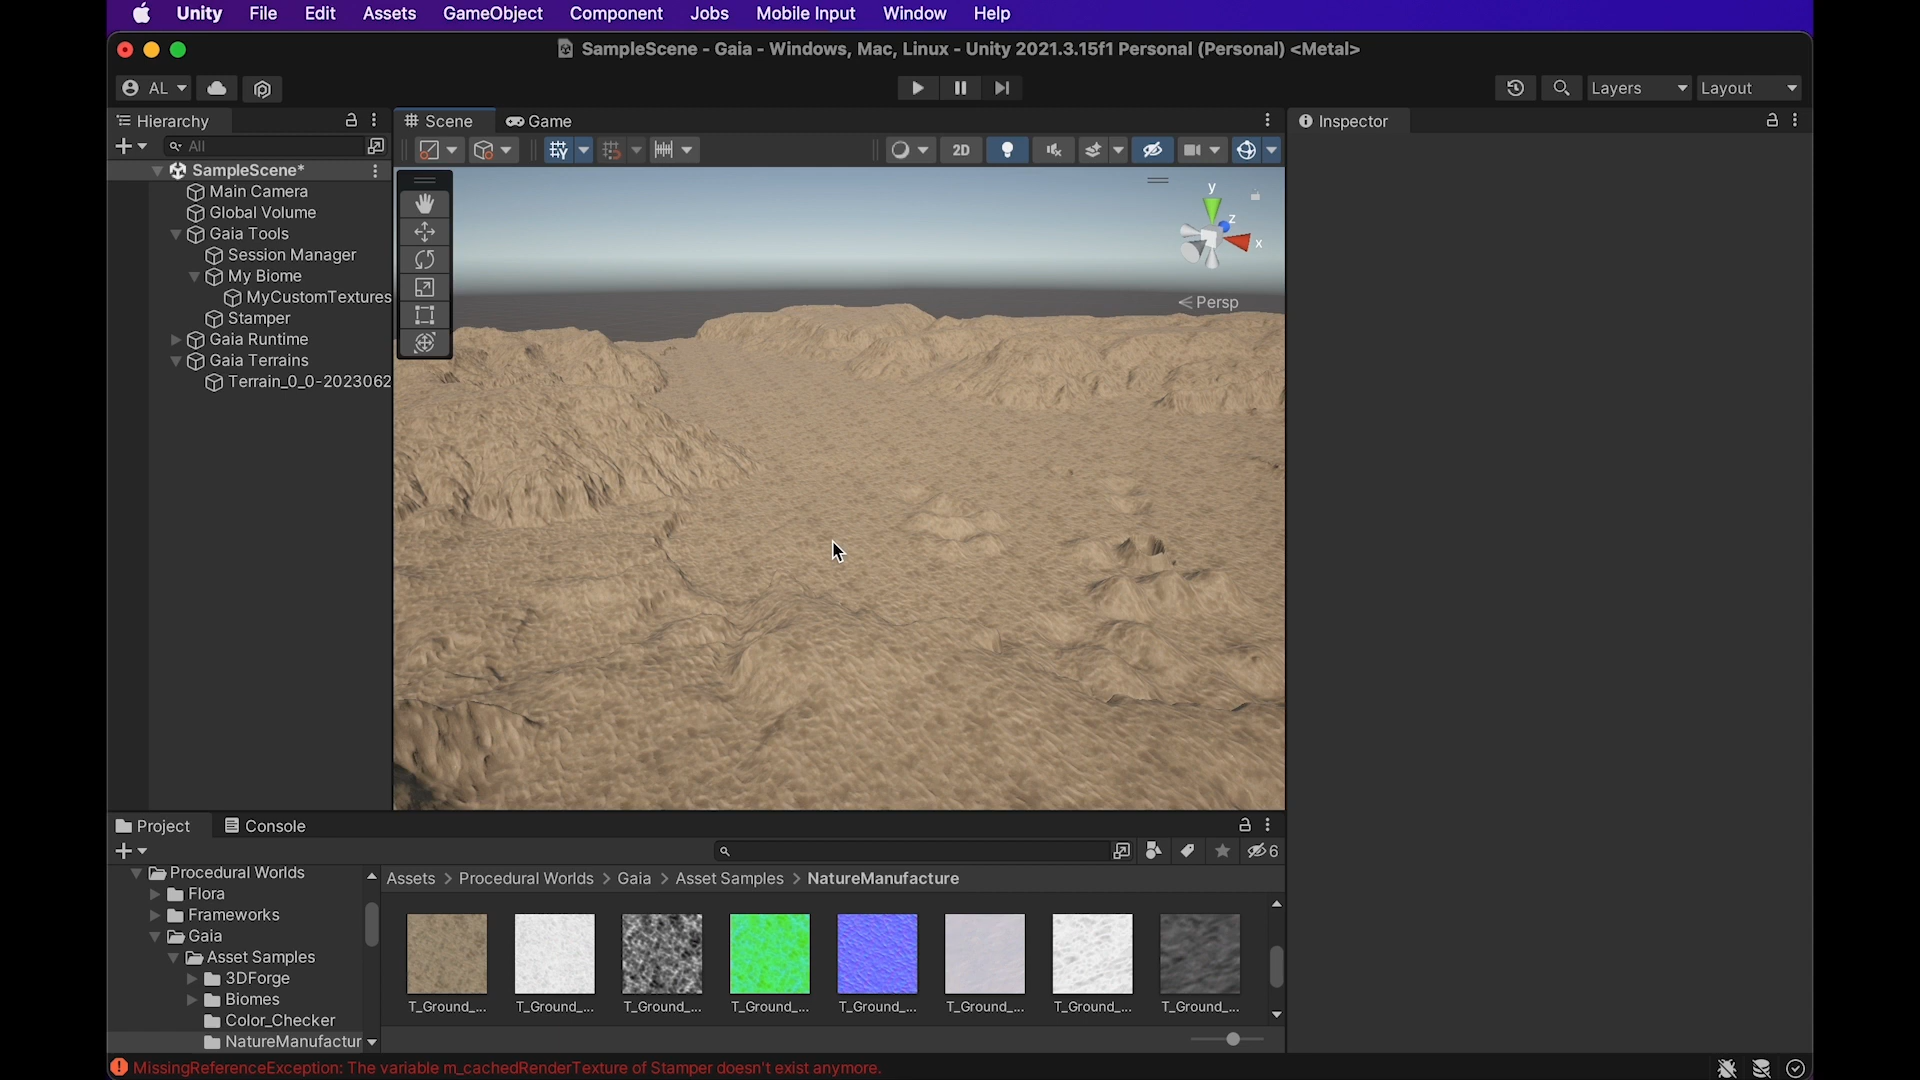 Unity File Edit Assets GameObject Component Jobs Mobile Input Window Help
SampleScene - Gaia - Windows, Mac, Linux - Unity 2021.3.15f1 Personal (Personal) <Metal>
AL
Layers
Layout
Hierarchy
All
SampleScene*
Main Camera
Global Volume
Gaia Tools
Session Manager
My Biome
MyCustomTextures
Stamper
Gaia Runtime
Gaia Terrains
Terrain_0_0-2023062
Scene
Game
2D
y
z
x
Persp
Inspector
Project
Console
6
Procedural Worlds
Flora
Frameworks
Gaia
Asset Samples
3DForge
Biomes
Color_Checker
NatureManufactur
Assets > Procedural Worlds > Gaia > Asset Samples > NatureManufacture
T_Ground_... T_Ground_... T_Ground_... T_Ground_... T_Ground_... T_Ground_... T_Ground_... T_Ground_...
MissingReferenceException: The variable m_cachedRenderTexture of Stamper doesn't exist anymore.